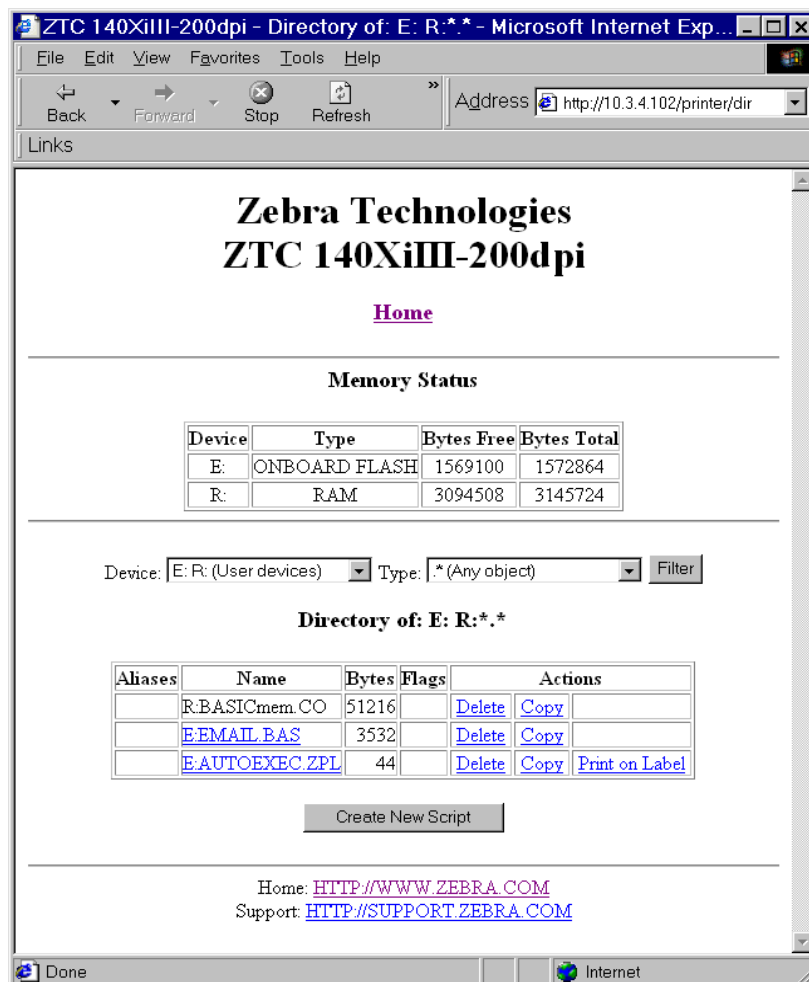 ZTC 140XiIII-200dpi - Directory of: E: R:*.* - Microsoft Internet Exp...
File Edit View Favorites Tools Help
Back Forward Stop Refresh » Address http://10.3.4.102/printer/dir
Links
Zebra Technologies
ZTC 140XiIII-200dpi
Home
Memory Status
Device Type Bytes Free Bytes Total
E: ONBOARD FLASH 1569100 1572864
R: RAM 3094508 3145724
Device: E: R: (User devices) Type: .* (Any object) Filter
Directory of: E: R:*.*
Aliases Name Bytes Flags Actions
R:BASICmem.CO 51216 Delete Copy
E:EMAIL.BAS 3532 Delete Copy
E:AUTOEXEC.ZPL 44 Delete Copy Print on Label
Create New Script
Home: HTTP://WWW.ZEBRA.COM
Support: HTTP://SUPPORT.ZEBRA.COM
Done Internet